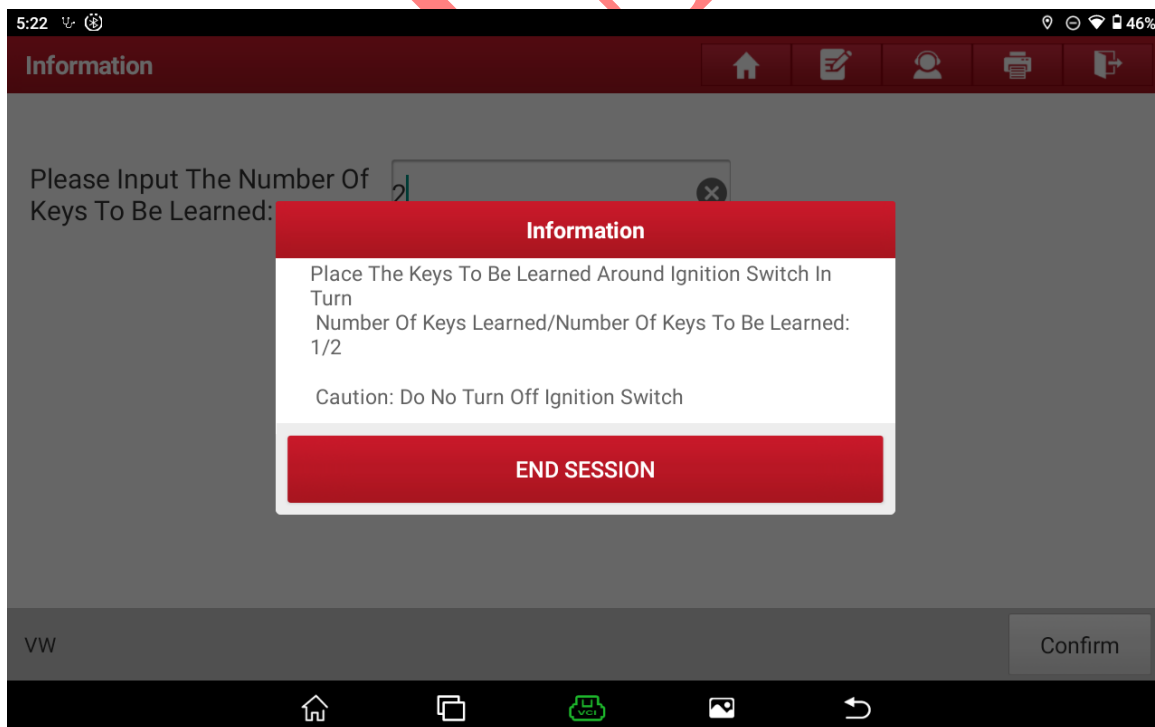 5:22
46%
Information
Please Input The Number Of
Keys To Be Learned:
2
Information
Place The Keys To Be Learned Around Ignition Switch In
Turn
Number Of Keys Learned/Number Of Keys To Be Learned:
1/2
Caution: Do No Turn Off Ignition Switch
END SESSION
VW
Confirm
VCI